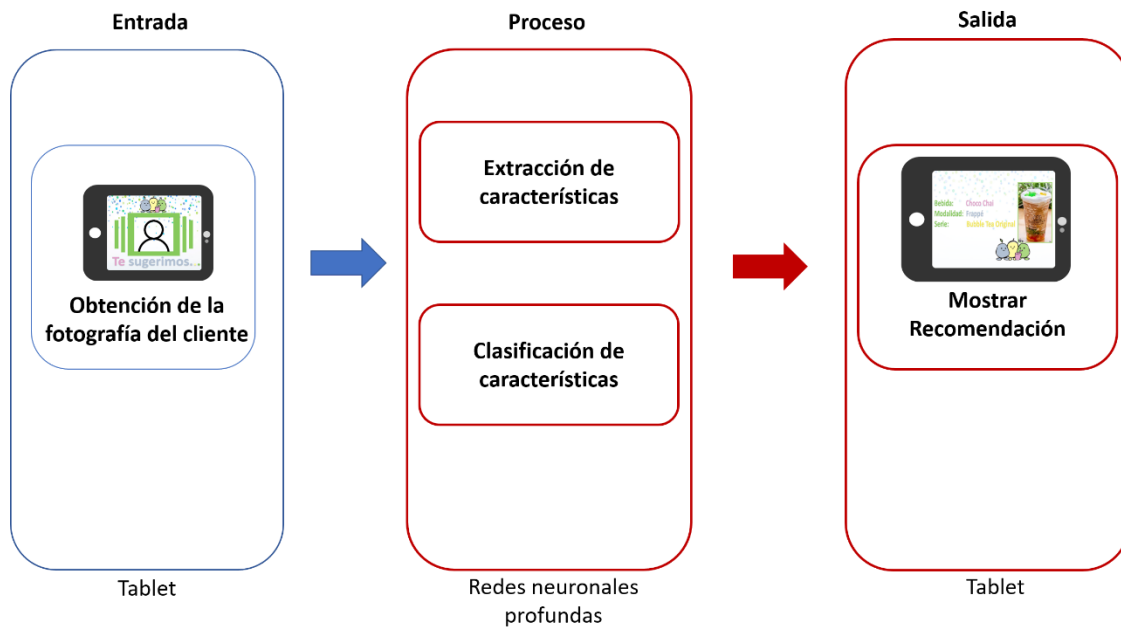 Entrada
Te sugerimos..
Obtención de la
fotografía del cliente
Tablet
Proceso
Extracción de
características
Clasificación de
características
Redes neuronales
profundas
Salida
Bebida: Choco Chai
Modalidad: Frappé
Serie: Bubble Tea Original
Mostrar
Recomendación
Tablet